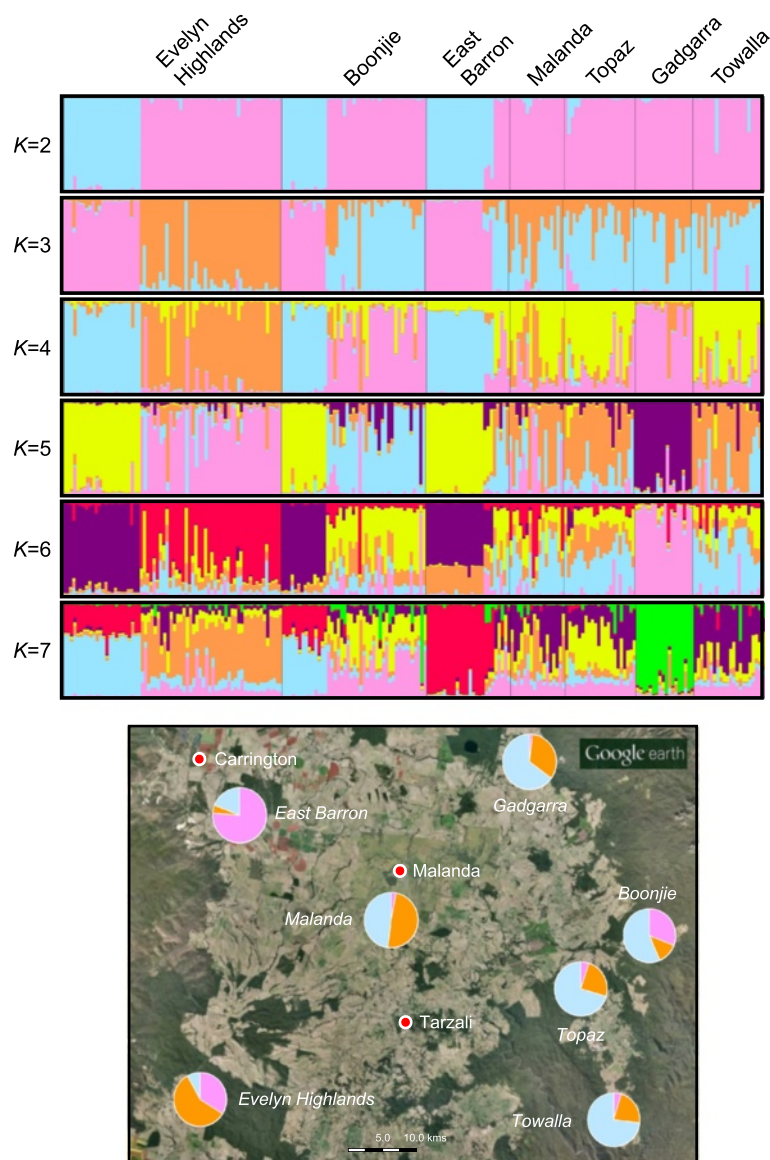 Evelyn
Highlands
Boonjie
East
Barron
Malanda
Topaz
Gadgarra
Towalla
K=2
K=3
K=4
K=5
K=6
K=7
Carrington
Google earth
East Barron
Gadgarra
Malanda
Malanda
Boonjie
Tarzali
Topaz
Evelyn Highlands
Towalla
5.0 10.0 kms